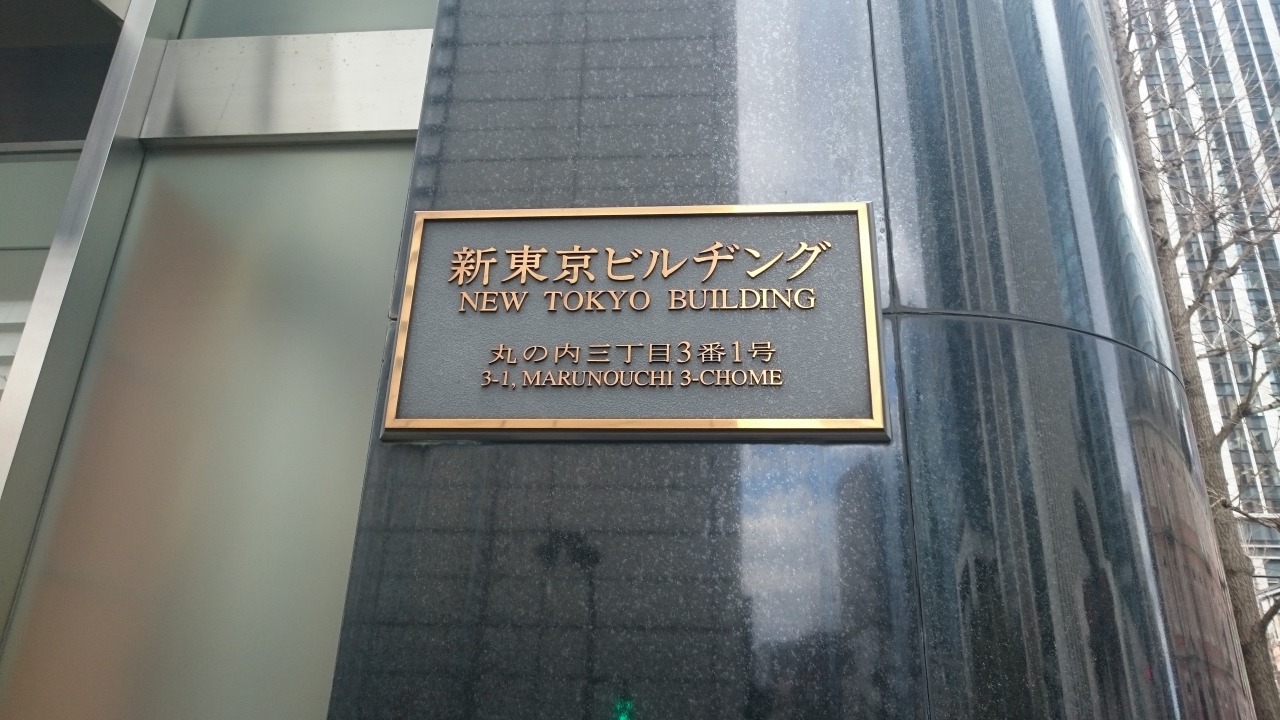 新東京ビルヂング
NEW TOKYO BUILDING
丸の内三丁目3番1号
3-1, MARUNOUCHI 3-CHOME